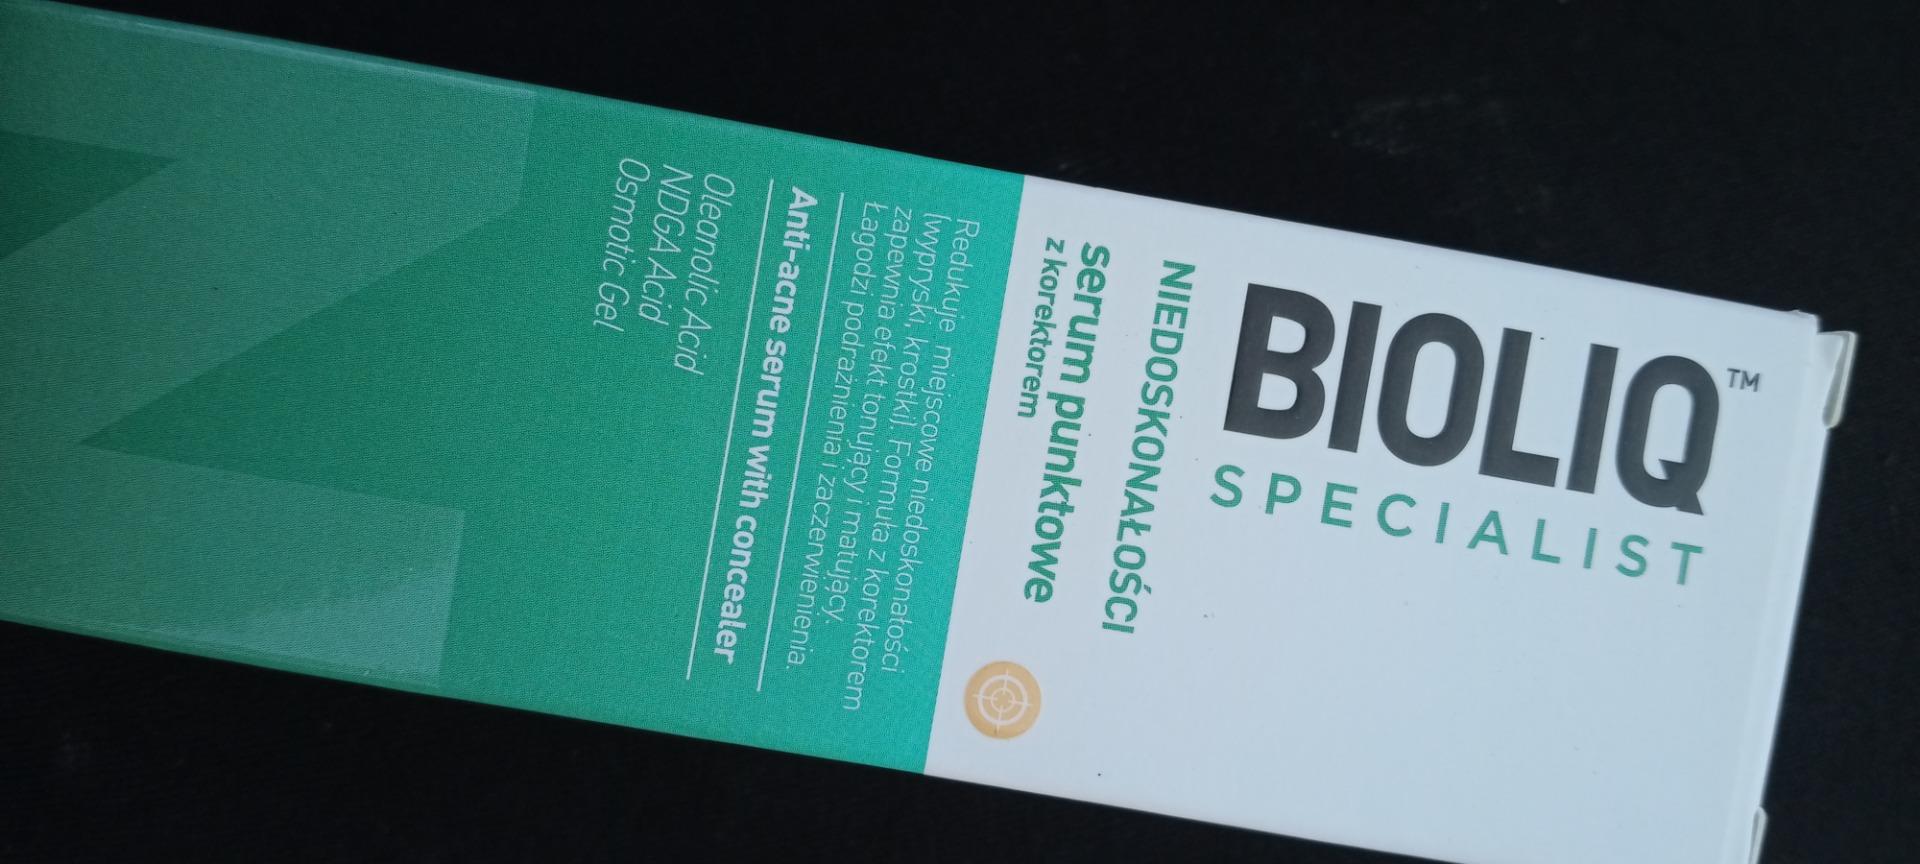 BIOLIQ™
SPECIALIST
NIEDOSKONAŁOŚCI
serum punktowe
z korektorem
Redukuje miejscowe niedoskonałości
(wypryski, krostki). Formuła z korektorem
zapewnia efekt tonujący i matujący.
Łagodzi podrażnienia i zaczerwienienia.
Anti-acne serum with concealer
Oleanolic Acid
NDGA Acid
Osmotic Gel